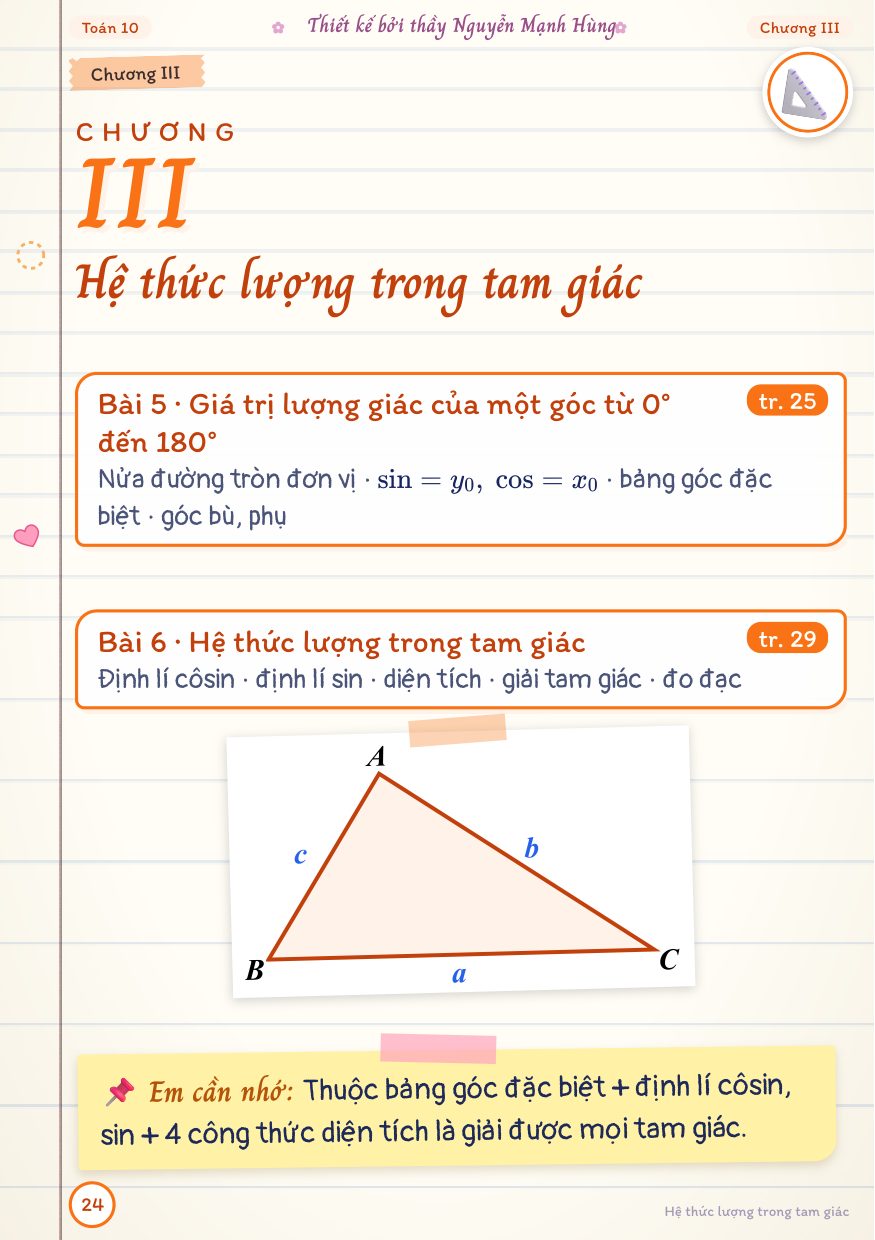 Toán 10
Thiết kế bởi thầy Nguyễn Mạnh Hùng
Chương III
Chương III
CHƯƠNG
III
Hệ thức lượng trong tam giác
Bài 5 · Giá trị lượng giác của một góc từ 0°
đến 180°
tr. 25
Nửa đường tròn đơn vị · sin = y₀, cos = x₀ · bảng góc đặc
biệt · góc bù, phụ
Bài 6 · Hệ thức lượng trong tam giác
tr. 29
Định lí côsin · định lí sin · diện tích · giải tam giác · đo đạc
A
c
b
B
C
a
Em cần nhớ: Thuộc bảng góc đặc biệt + định lí côsin,
sin + 4 công thức diện tích là giải được mọi tam giác.
24
Hệ thức lượng trong tam giác